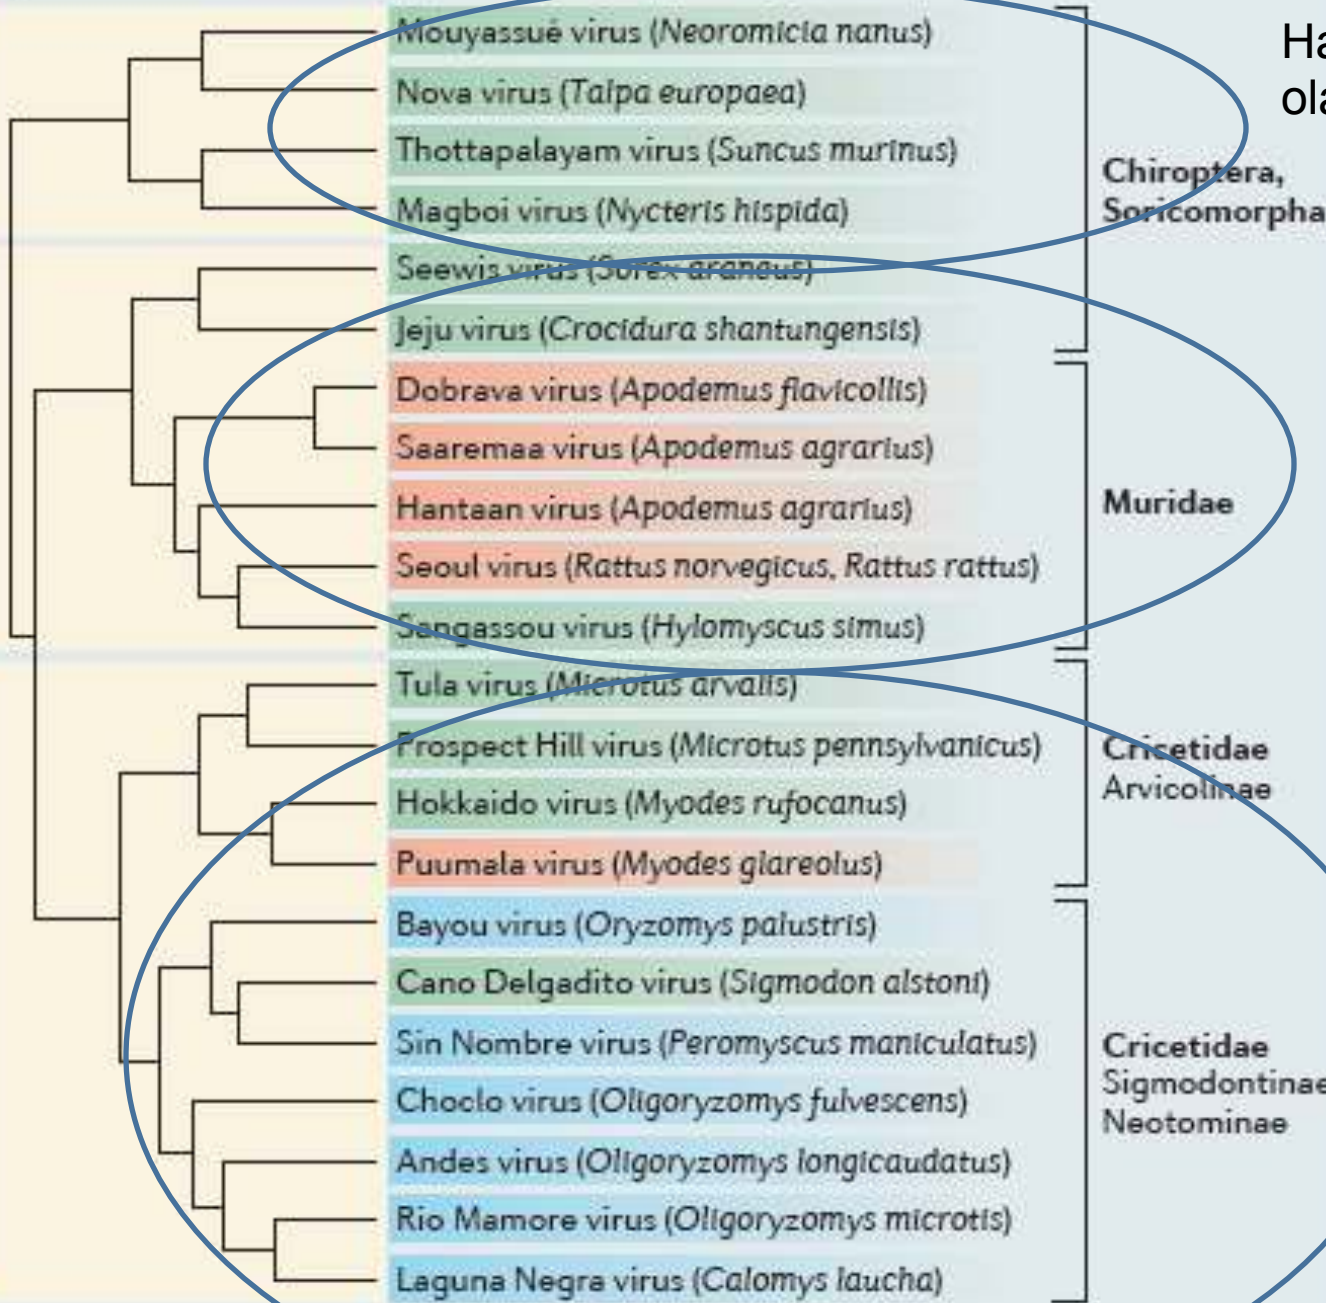 Mouyassué virus (Neoromicia nanus)
Nova virus (Talpa europaea)
Thottapalayam virus (Suncus murinus)
Magboi virus (Nycteris hispida)
Seewis virus (Sorex araneus)
Jeju virus (Crocidura shantungensis)
Dobrava virus (Apodemus flavicollis)
Saaremaa virus (Apodemus agrarius)
Hantaan virus (Apodemus agrarius)
Seoul virus (Rattus norvegicus, Rattus rattus)
Sangassou virus (Hylomyscus simus)
Tula virus (Microtus arvalis)
Prospect Hill virus (Microtus pennsylvanicus)
Hokkaido virus (Myodes rufocanus)
Puumala virus (Myodes glareolus)
Bayou virus (Oryzomys palustris)
Cano Delgadito virus (Sigmodon alstoni)
Sin Nombre virus (Peromyscus maniculatus)
Choclo virus (Oligoryzomys fulvescens)
Andes virus (Oligoryzomys longicaudatus)
Rio Mamore virus (Oligoryzomys microtis)
Laguna Negra virus (Calomys laucha)
Chiroptera,
Soricomorpha
Muridae
Cricetidae
Arvicolinae
Cricetidae
Sigmodontinae
Neotominae
Ha
ola